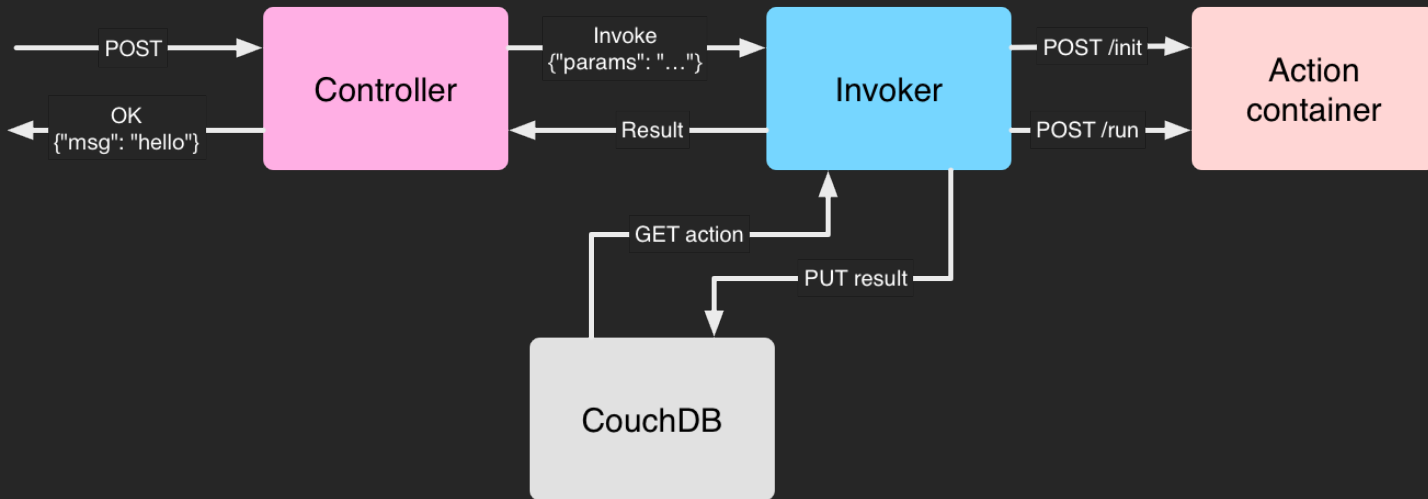 POST
Invoke
{"params": "…"}
POST /init
Controller
Invoker
Action
container
OK
{"msg": "hello"}
Result
POST /run
GET action
PUT result
CouchDB